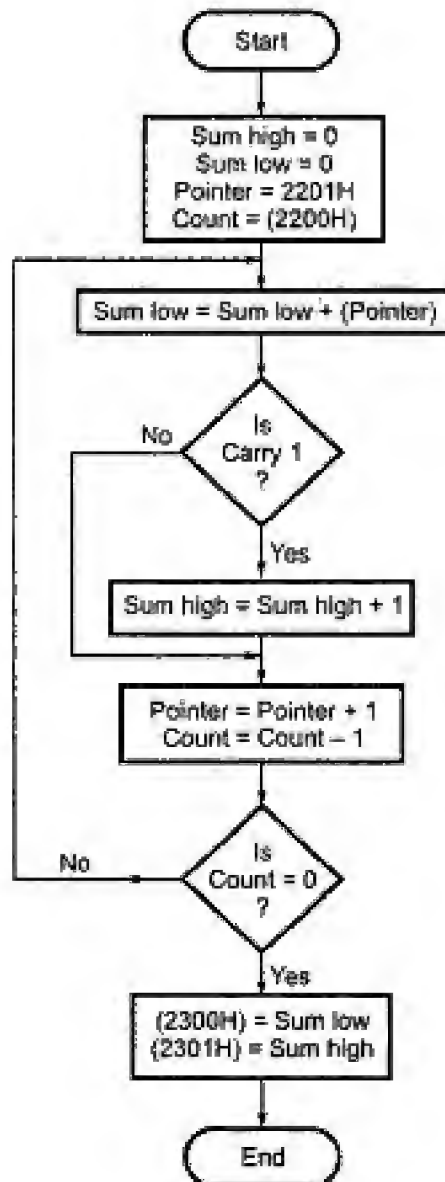 Start
Sum high = 0
Sum low = 0
Pointer = 2201H
Count = (2200H)
Sum low = Sum low + (Pointer)
Is
Carry 1
?
No
Yes
Sum high = Sum high + 1
Pointer = Pointer + 1
Count = Count – 1
Is
Count = 0
?
No
Yes
(2300H) = Sum low
(2301H) = Sum high
End